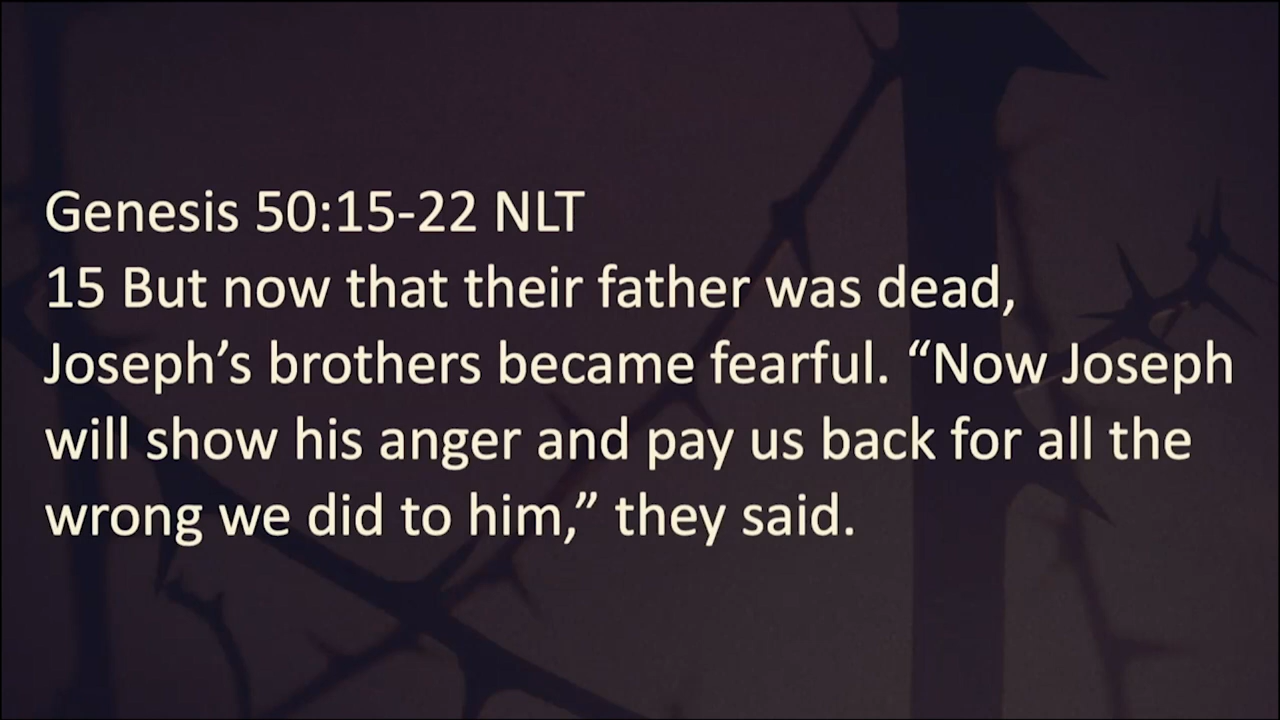 Genesis 50:15-22 NLT
15 But now that their father was dead,
Joseph’s brothers became fearful. “Now Joseph
will show his anger and pay us back for all the
wrong we did to him,” they said.